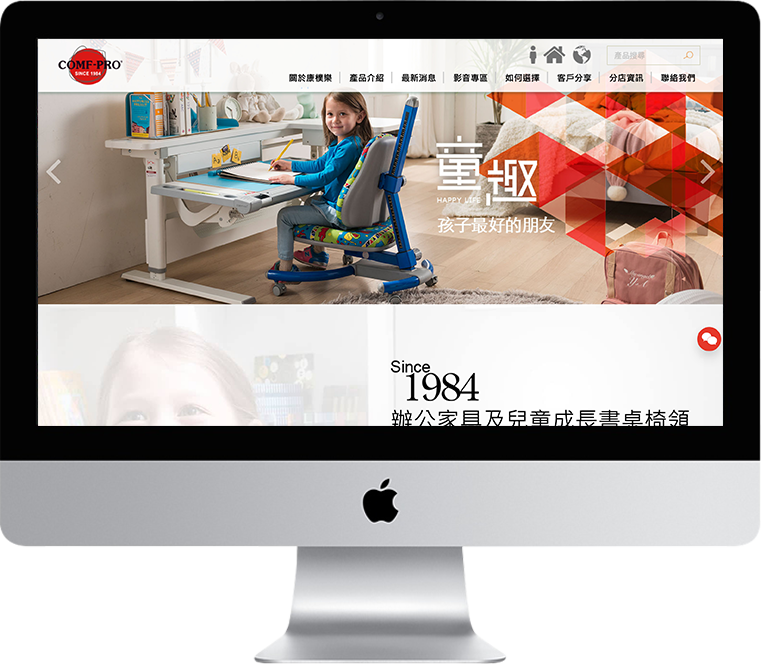 COMF-PRO®
SINCE 1984
產品搜尋
關於康樸樂 產品介紹 最新消息 影音專區 如何選擇 客戶分享 分店資訊 聯絡我們
童趣
HAPPY LIFE
孩子最好的朋友
Since
1984
辦公家具及兒童成長書桌椅領